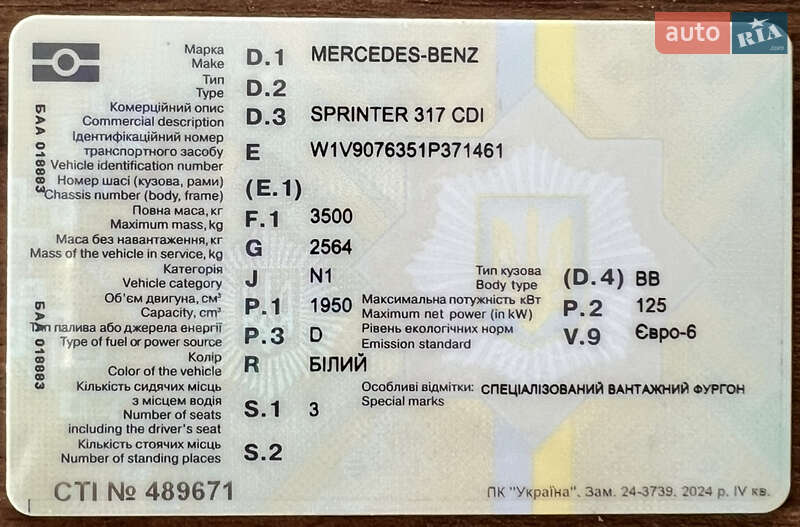 auto RIA .com
Марка
Make D.1 MERCEDES-BENZ
Тип
Type D.2
Комерційний опис
Commercial description D.3 SPRINTER 317 CDI
Ідентифікаційний номер
транспортного засобу
Vehicle identification number E W1V9076351P371461
Номер шасі (кузова, рами)
Chassis number (body, frame) (E.1)
Повна маса, кг
Maximum mass, kg F.1 3500
Маса без навантаження, кг
Mass of the vehicle in service, kg G 2564
Категорія
Vehicle category J N1
Тип кузова
Body type (D.4) BB
Об'єм двигуна, см³
Capacity, cm³ P.1 1950
Максимальна потужність кВт
Maximum net power (in kW) P.2 125
Тип палива або джерела енергії
Type of fuel or power source P.3 D
Рівень екологічних норм
Emission standard V.9 Євро-6
Колір
Color of the vehicle R БІЛИЙ
Кількість сидячих місць
з місцем водія
Number of seats
including the driver's seat S.1 3
Особливі відмітки: СПЕЦІАЛІЗОВАНИЙ ВАНТАЖНИЙ ФУРГОН
Special marks
Кількість стоячих місць
Number of standing places S.2
СТІ № 489671
ПК "Україна". Зам. 24-3739. 2024 р. IV кв.
БАА 018883
БАА 018883